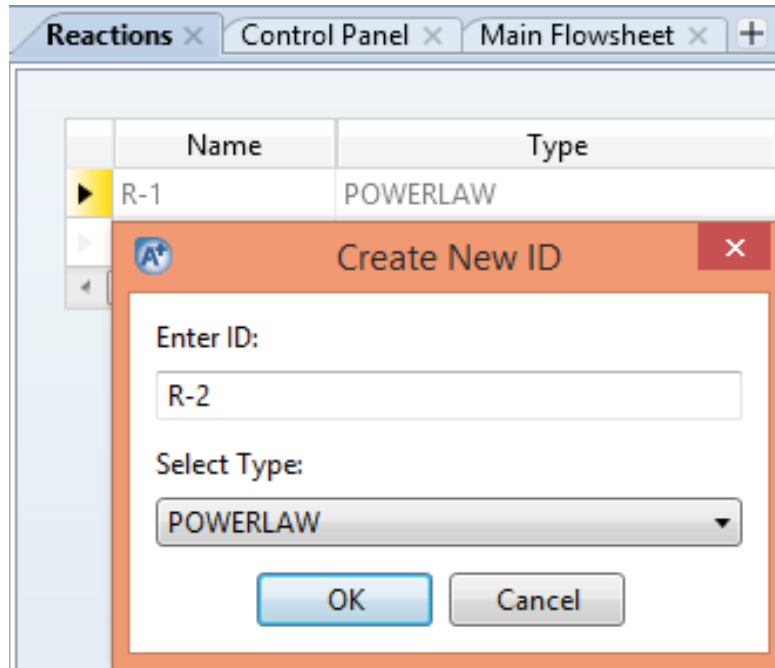 Reactions Control Panel Main Flowsheet
Name Type
R-1 POWERLAW
A+
Create New ID
Enter ID:
R-2
Select Type:
POWERLAW
OK Cancel